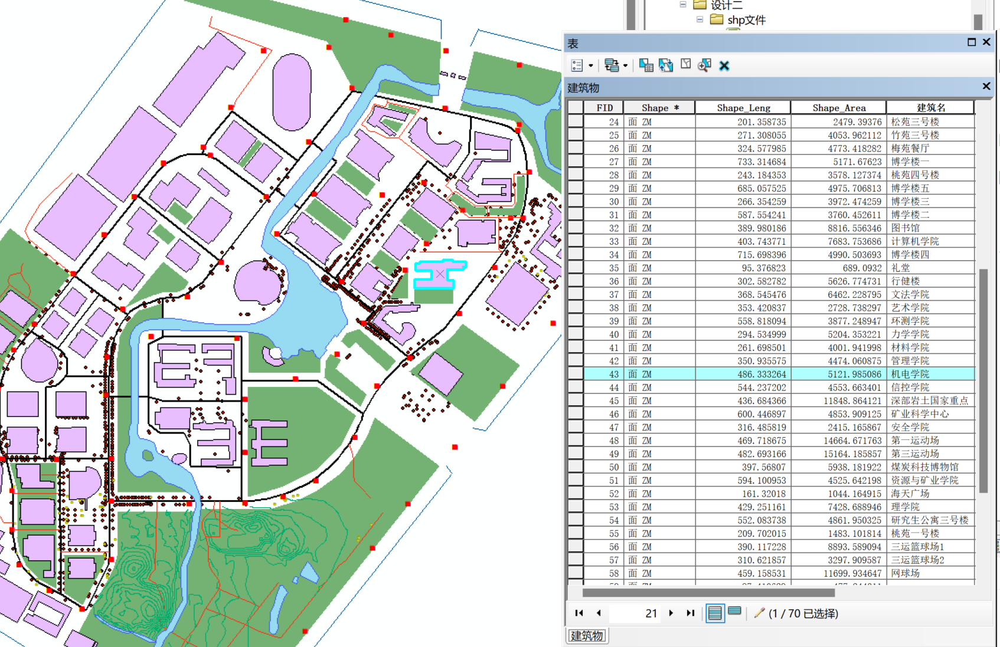 设计二
shp文件
表
建筑物
FID Shape * Shape_Leng Shape_Area 建筑名
24 面 ZM 201.358735 2479.39376 松苑三号楼
25 面 ZM 271.308055 4053.962112 竹苑三号楼
26 面 ZM 324.577985 4773.418282 梅苑餐厅
27 面 ZM 733.314684 5171.67623 博学楼一
28 面 ZM 243.184353 3578.127374 桃苑四号楼
29 面 ZM 685.057525 4975.706813 博学楼五
30 面 ZM 266.354259 3972.474259 博学楼三
31 面 ZM 587.554241 3760.452611 博学楼二
32 面 ZM 389.980186 8816.556346 图书馆
33 面 ZM 403.743771 7683.753686 计算机学院
34 面 ZM 715.698396 4990.503693 博学楼四
35 面 ZM 95.376823 689.0932 礼堂
36 面 ZM 302.582782 5626.774731 行健楼
37 面 ZM 368.545476 6462.228795 文法学院
38 面 ZM 353.420837 2728.738297 艺术学院
39 面 ZM 558.818094 3877.248947 环测学院
40 面 ZM 294.534999 5204.353221 力学学院
41 面 ZM 261.698501 4001.941998 材料学院
42 面 ZM 350.935575 4474.060875 管理学院
43 面 ZM 486.333264 5121.985086 机电学院
44 面 ZM 544.237202 4553.663401 信控学院
45 面 ZM 436.684366 11848.864121 深部岩土国家重点
46 面 ZM 600.446897 4853.909125 矿业科学中心
47 面 ZM 316.485819 2415.165867 安全学院
48 面 ZM 469.718675 14664.671763 第一运动场
49 面 ZM 482.693166 15164.185857 第三运动场
50 面 ZM 397.56807 5938.181922 煤炭科技博物馆
51 面 ZM 594.100953 4525.642198 资源与矿业学院
52 面 ZM 161.32018 1044.164915 海天广场
53 面 ZM 429.251161 7428.688946 理学院
54 面 ZM 552.083738 4861.950325 研究生公寓三号楼
55 面 ZM 209.702015 1483.101814 桃苑一号楼
56 面 ZM 390.117228 8893.589094 三运篮球场1
57 面 ZM 310.621857 3297.909587 三运篮球场2
58 面 ZM 459.158531 11699.934647 网球场
21 (1 / 70 已选择)
建筑物